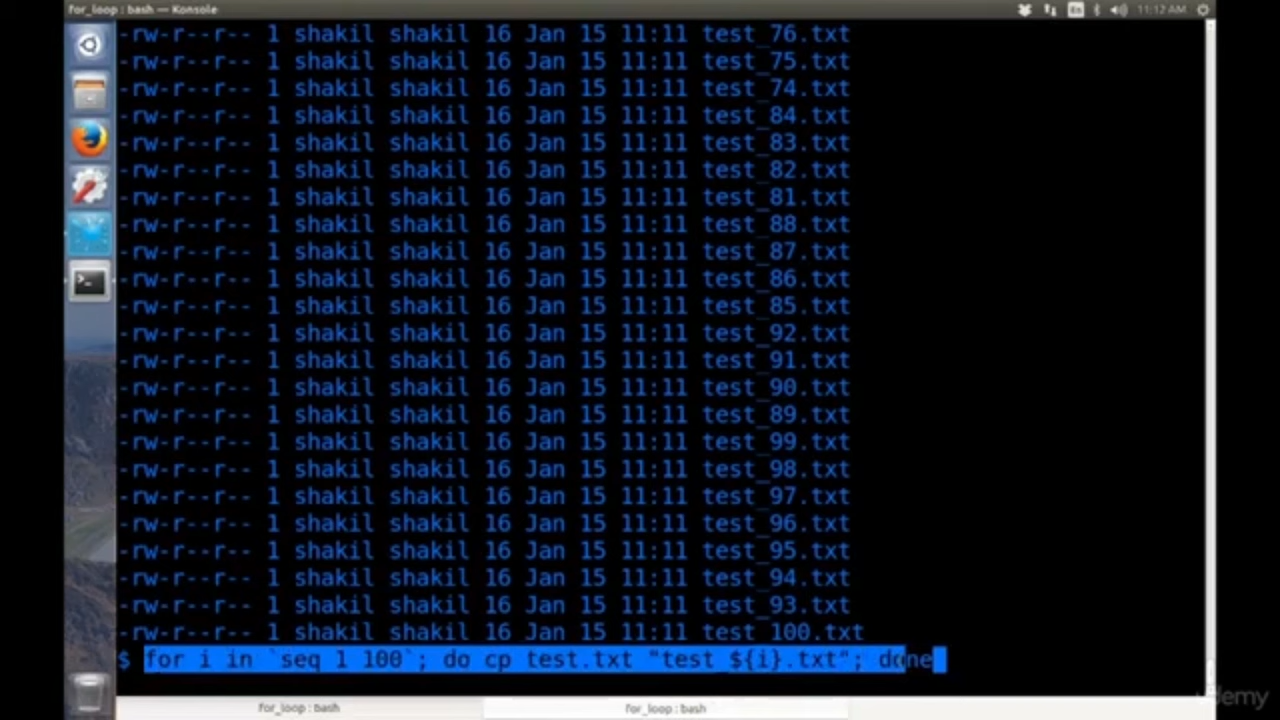 for_loop : bash — Konsole
En
11:12 AM
-rw-r--r-- 1 shakil shakil 16 Jan 15 11:11 test_76.txt
-rw-r--r-- 1 shakil shakil 16 Jan 15 11:11 test_75.txt
-rw-r--r-- 1 shakil shakil 16 Jan 15 11:11 test_74.txt
-rw-r--r-- 1 shakil shakil 16 Jan 15 11:11 test_84.txt
-rw-r--r-- 1 shakil shakil 16 Jan 15 11:11 test_83.txt
-rw-r--r-- 1 shakil shakil 16 Jan 15 11:11 test_82.txt
-rw-r--r-- 1 shakil shakil 16 Jan 15 11:11 test_81.txt
-rw-r--r-- 1 shakil shakil 16 Jan 15 11:11 test_88.txt
-rw-r--r-- 1 shakil shakil 16 Jan 15 11:11 test_87.txt
-rw-r--r-- 1 shakil shakil 16 Jan 15 11:11 test_86.txt
-rw-r--r-- 1 shakil shakil 16 Jan 15 11:11 test_85.txt
-rw-r--r-- 1 shakil shakil 16 Jan 15 11:11 test_92.txt
-rw-r--r-- 1 shakil shakil 16 Jan 15 11:11 test_91.txt
-rw-r--r-- 1 shakil shakil 16 Jan 15 11:11 test_90.txt
-rw-r--r-- 1 shakil shakil 16 Jan 15 11:11 test_89.txt
-rw-r--r-- 1 shakil shakil 16 Jan 15 11:11 test_99.txt
-rw-r--r-- 1 shakil shakil 16 Jan 15 11:11 test_98.txt
-rw-r--r-- 1 shakil shakil 16 Jan 15 11:11 test_97.txt
-rw-r--r-- 1 shakil shakil 16 Jan 15 11:11 test_96.txt
-rw-r--r-- 1 shakil shakil 16 Jan 15 11:11 test_95.txt
-rw-r--r-- 1 shakil shakil 16 Jan 15 11:11 test_94.txt
-rw-r--r-- 1 shakil shakil 16 Jan 15 11:11 test_93.txt
-rw-r--r-- 1 shakil shakil 16 Jan 15 11:11 test_100.txt
$ for i in `seq 1 100`; do cp test.txt "test_${i}.txt"; done
for_loop : bash
for_loop : bash
udemy